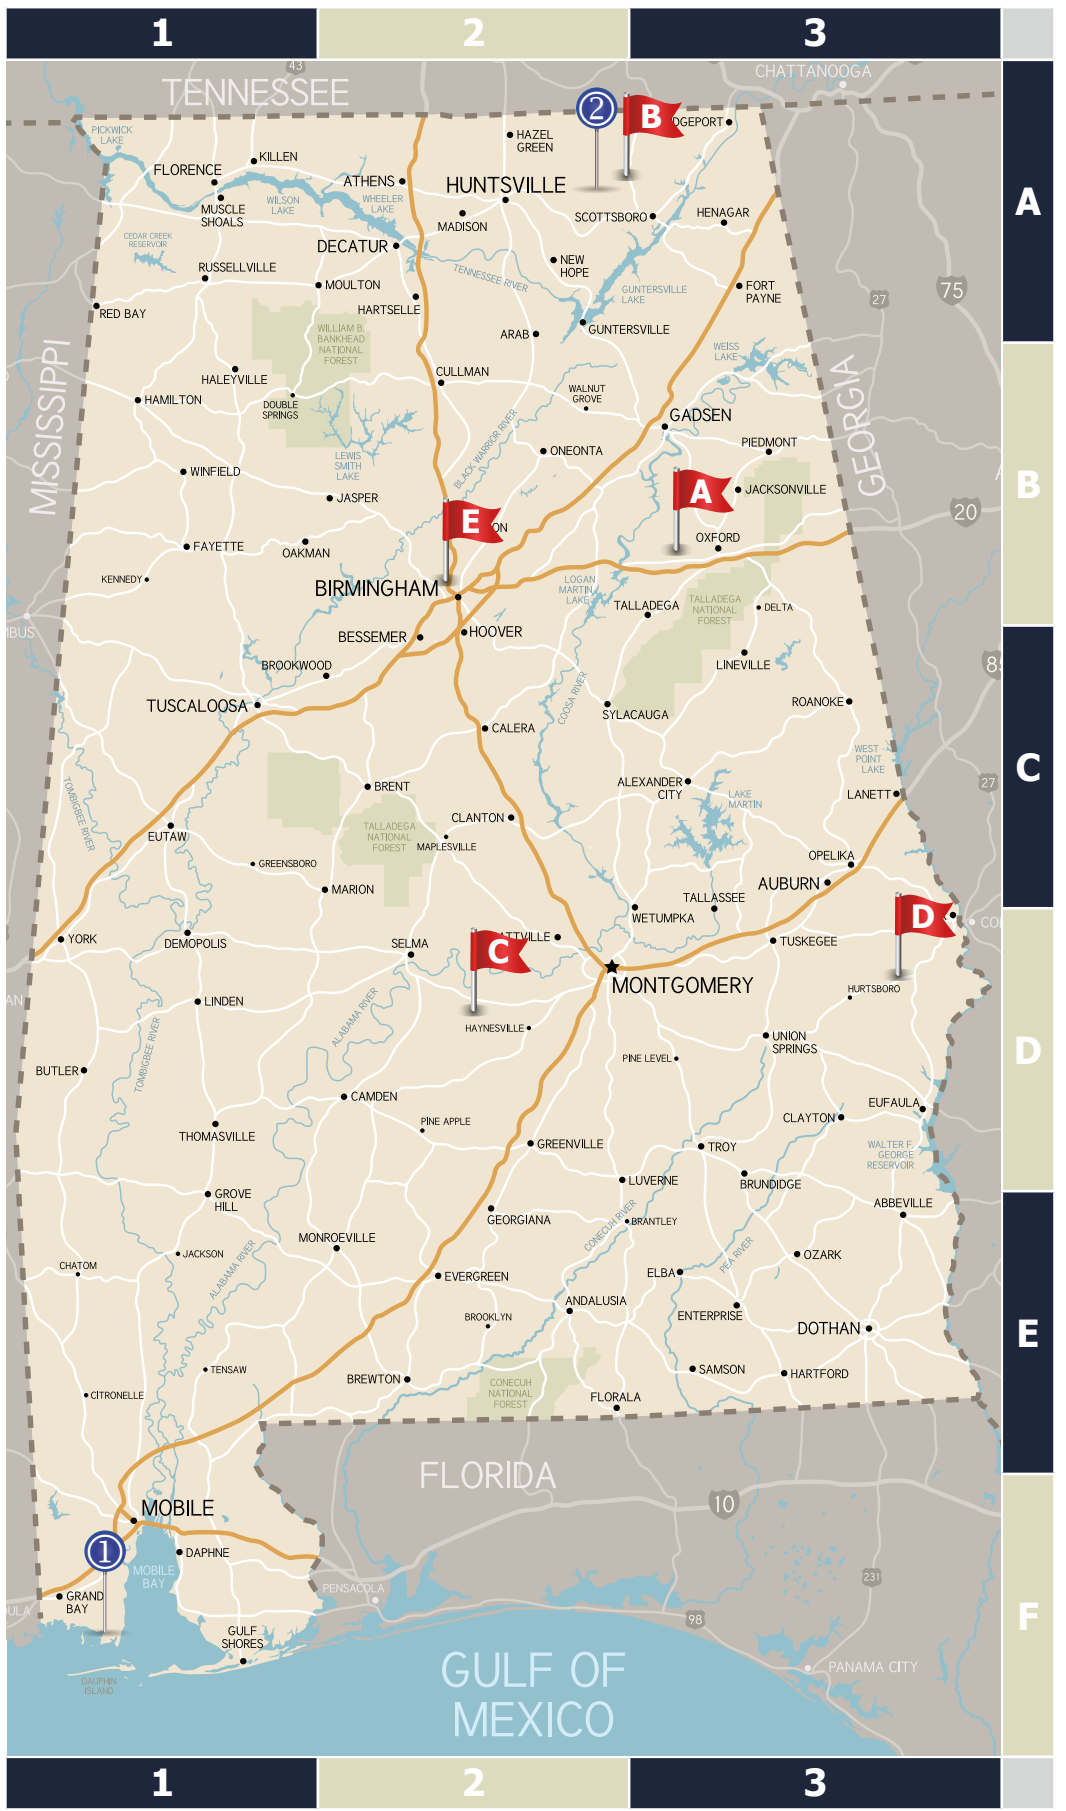 1
2
3
43
CHATTANOOGA
TENNESSEE
PICKWICK
LAKE
2
B
DGEPORT
HAZEL
GREEN
KILLEN
FLORENCE
ATHENS
HUNTSVILLE
A
MUSCLE
SHOALS
WILSON
LAKE
WHEELER
LAKE
MADISON
SCOTTSBORO
HENAGAR
CEDAR CREEK
RESERVOIR
DECATUR
RUSSELLVILLE
NEW
HOPE
TENNESSEE RIVER
MOULTON
GUNTERSVILLE
LAKE
FORT
PAYNE
75
27
HARTSELLE
RED BAY
WILLIAM B.
BANKHEAD
NATIONAL
FOREST
ARAB
GUNTERSVILLE
WEISS
LAKE
MISSISSIPPI
GEORGIA
HALEYVILLE
CULLMAN
WALNUT
GROVE
HAMILTON
DOUBLE
SPRINGS
GADSEN
BLACK WARRIOR RIVER
PIEDMONT
ONEONTA
LEWIS
SMITH
LAKE
WINFIELD
B
JASPER
A
JACKSONVILLE
20
E
ON
FAYETTE
OAKMAN
OXFORD
KENNEDY
BIRMINGHAM
LOGAN
MARTIN
LAKE
TALLADEGA
TALLADEGA
NATIONAL
FOREST
DELTA
MBUS
BESSEMER
HOOVER
BROOKWOOD
LINEVILLE
85
TUSCALOOSA
COOSA RIVER
SYLACAUGA
ROANOKE
CALERA
WEST
POINT
LAKE
C
27
TOMBIGBEE RIVER
BRENT
ALEXANDER
CITY
LAKE
MARTIN
LANETT
EUTAW
CLANTON
TALLADEGA
NATIONAL
FOREST
MAPLESVILLE
GREENSBORO
OPELIKA
MARION
AUBURN
TALLASSEE
WETUMPKA
D
CO
YORK
DEMOPOLIS
SELMA
C
ATTVILLE
TUSKEGEE
MONTGOMERY
HURTSBORO
AN
LINDEN
ALABAMA RIVER
HAYNESVILLE
UNION
SPRINGS
D
TOMBIGBEE RIVER
PINE LEVEL
BUTLER
CAMDEN
EUFAULA
CLAYTON
PINE APPLE
THOMASVILLE
GREENVILLE
TROY
WALTER F.
GEORGE
RESERVOIR
LUVERNE
BRUNDIDGE
GROVE
HILL
ABBEVILLE
GEORGIANA
CONECUH RIVER
BRANTLEY
MONROEVILLE
JACKSON
ALABAMA RIVER
PEA RIVER
OZARK
CHATOM
EVERGREEN
ELBA
ANDALUSIA
ENTERPRISE
BROOKLYN
DOTHAN
E
TENSAW
BREWTON
CONECUH
NATIONAL
FOREST
SAMSON
HARTFORD
CITRONELLE
FLORALA
FLORIDA
10
MOBILE
1
DAPHNE
MOBILE
BAY
PENSACOLA
231
GRAND
BAY
ULA
98
F
GULF
SHORES
DAUPHIN
ISLAND
GULF OF
MEXICO
PANAMA CITY
1
2
3